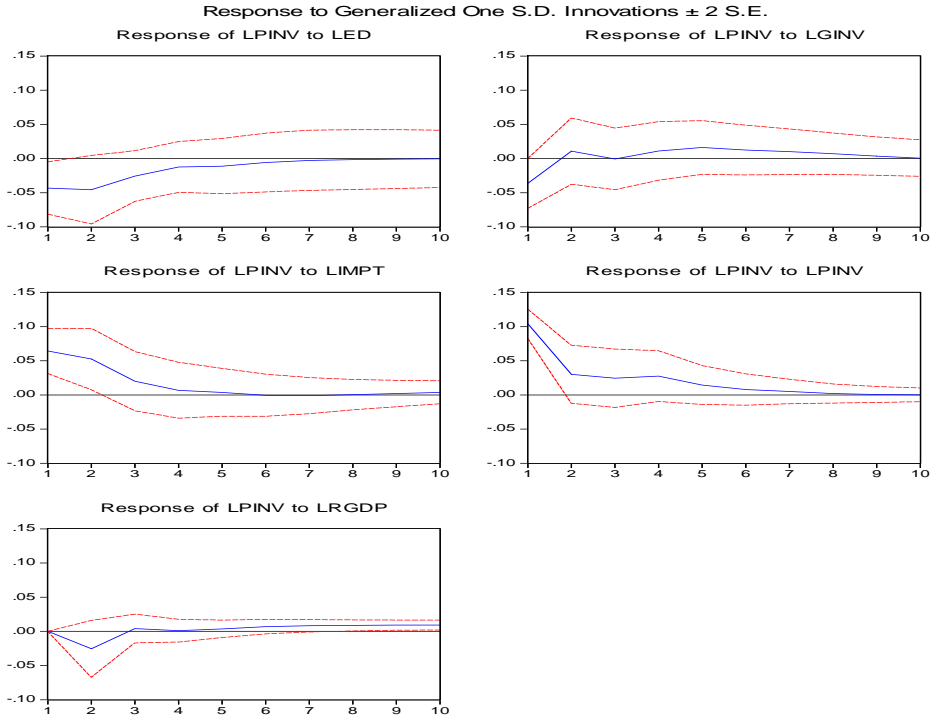 Response to Generalized One S.D. Innovations ± 2 S.E.
Response of LPINV to LED
.15
.10
.05
.00
-.05
-.10
1 2 3 4 5 6 7 8 9 10
Response of LPINV to LGINV
.15
.10
.05
.00
-.05
-.10
1 2 3 4 5 6 7 8 9 10
Response of LPINV to LIMPT
.15
.10
.05
.00
-.05
-.10
1 2 3 4 5 6 7 8 9 10
Response of LPINV to LPINV
.15
.10
.05
.00
-.05
-.10
1 2 3 4 5 6 7 8 9 10
Response of LPINV to LRGDP
.15
.10
.05
.00
-.05
-.10
1 2 3 4 5 6 7 8 9 10